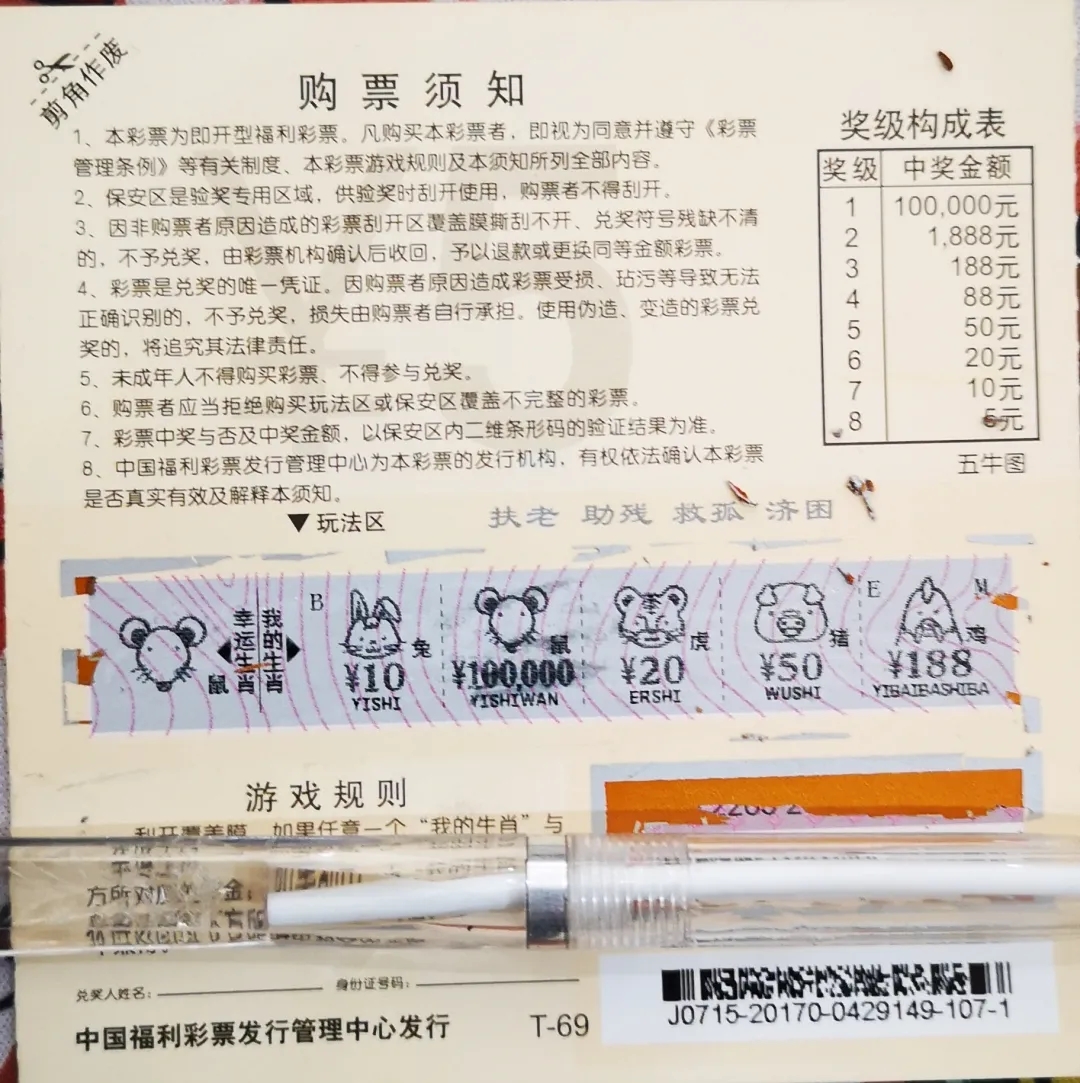 剪角作废
购票须知
1、本彩票为即开型福利彩票。凡购买本彩票者，即视为同意并遵守《彩票
管理条例》等有关制度、本彩票游戏规则及本须知所列全部内容。
2、保安区是验奖专用区域，供验奖时刮开使用，购票者不得刮开。
3、因非购票者原因造成的彩票刮开区覆盖膜撕刮不开、兑奖符号残缺不清
的，不予兑奖，由彩票机构确认后收回，予以退款或更换同等金额彩票。
4、彩票是兑奖的唯一凭证。因购票者原因造成彩票受损、玷污等导致无法
正确识别的，不予兑奖，损失由购票者自行承担。使用伪造、变造的彩票兑
奖的，将追究其法律责任。
5、未成年人不得购买彩票、不得参与兑奖。
6、购票者应当拒绝购买玩法区或保安区覆盖不完整的彩票。
7、彩票中奖与否及中奖金额，以保安区内二维条形码的验证结果为准。
8、中国福利彩票发行管理中心为本彩票的发行机构，有权依法确认本彩票
是否真实有效及解释本须知。
奖级构成表
奖级 中奖金额
1 100,000元
2 1,888元
3 188元
4 88元
5 50元
6 20元
7 10元
8 5元
五牛图
▼玩法区
扶老 助残 救孤 济困
鼠
幸运生肖
我的生肖
B
兔
¥10
YISHI
鼠
¥100,000
YISHIWAN
虎
¥20
ERSHI
猪
¥50
WUSHI
E
M
鸡
¥188
YIBAIBASHIBA
游戏规则
刮开覆盖膜，如果任意一个“我的生肖”与
方所对
金；
兑奖人姓名：
身份证号码：
中国福利彩票发行管理中心发行
T-69
J0715-20170-0429149-107-1